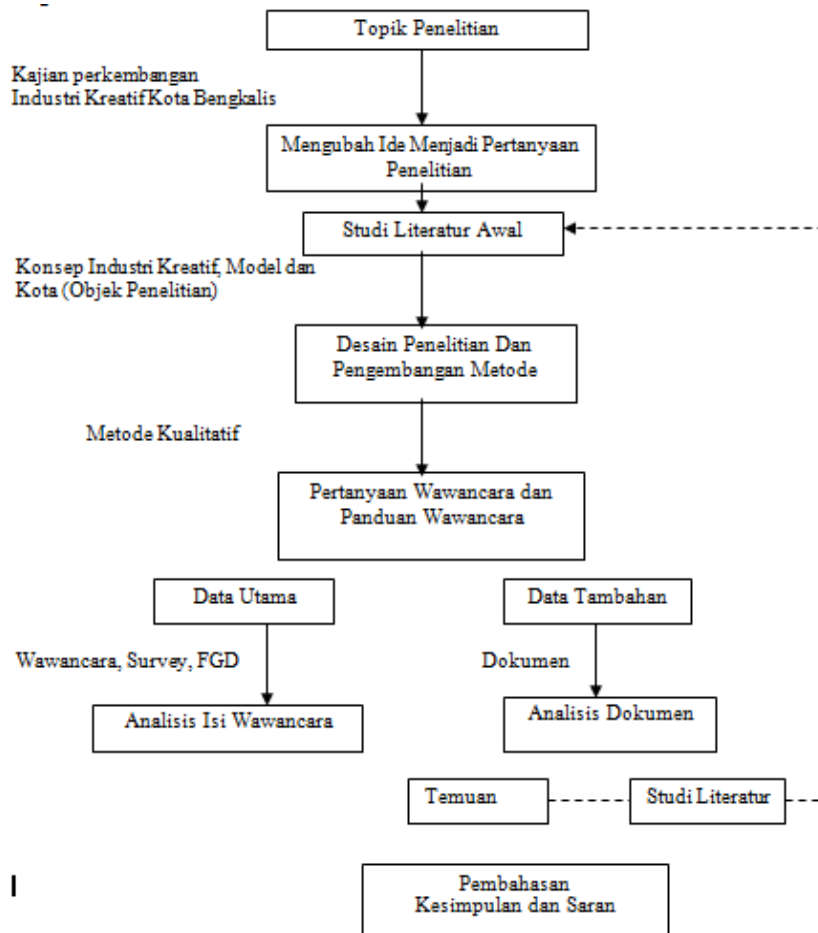 Topik Penelitian
Kajian perkembangan
Industri Kreatif Kota Bengkalis
Mengubah Ide Menjadi Pertanyaan
Penelitian
Studi Literatur Awal
Konsep Industri Kreatif, Model dan
Kota (Objek Penelitian)
Desain Penelitian Dan
Pengembangan Metode
Metode Kualitatif
Pertanyaan Wawancara dan
Panduan Wawancara
Data Utama
Data Tambahan
Wawancara, Survey, FGD
Dokumen
Analisis Isi Wawancara
Analisis Dokumen
Temuan
Studi Literatur
Pembahasan
Kesimpulan dan Saran